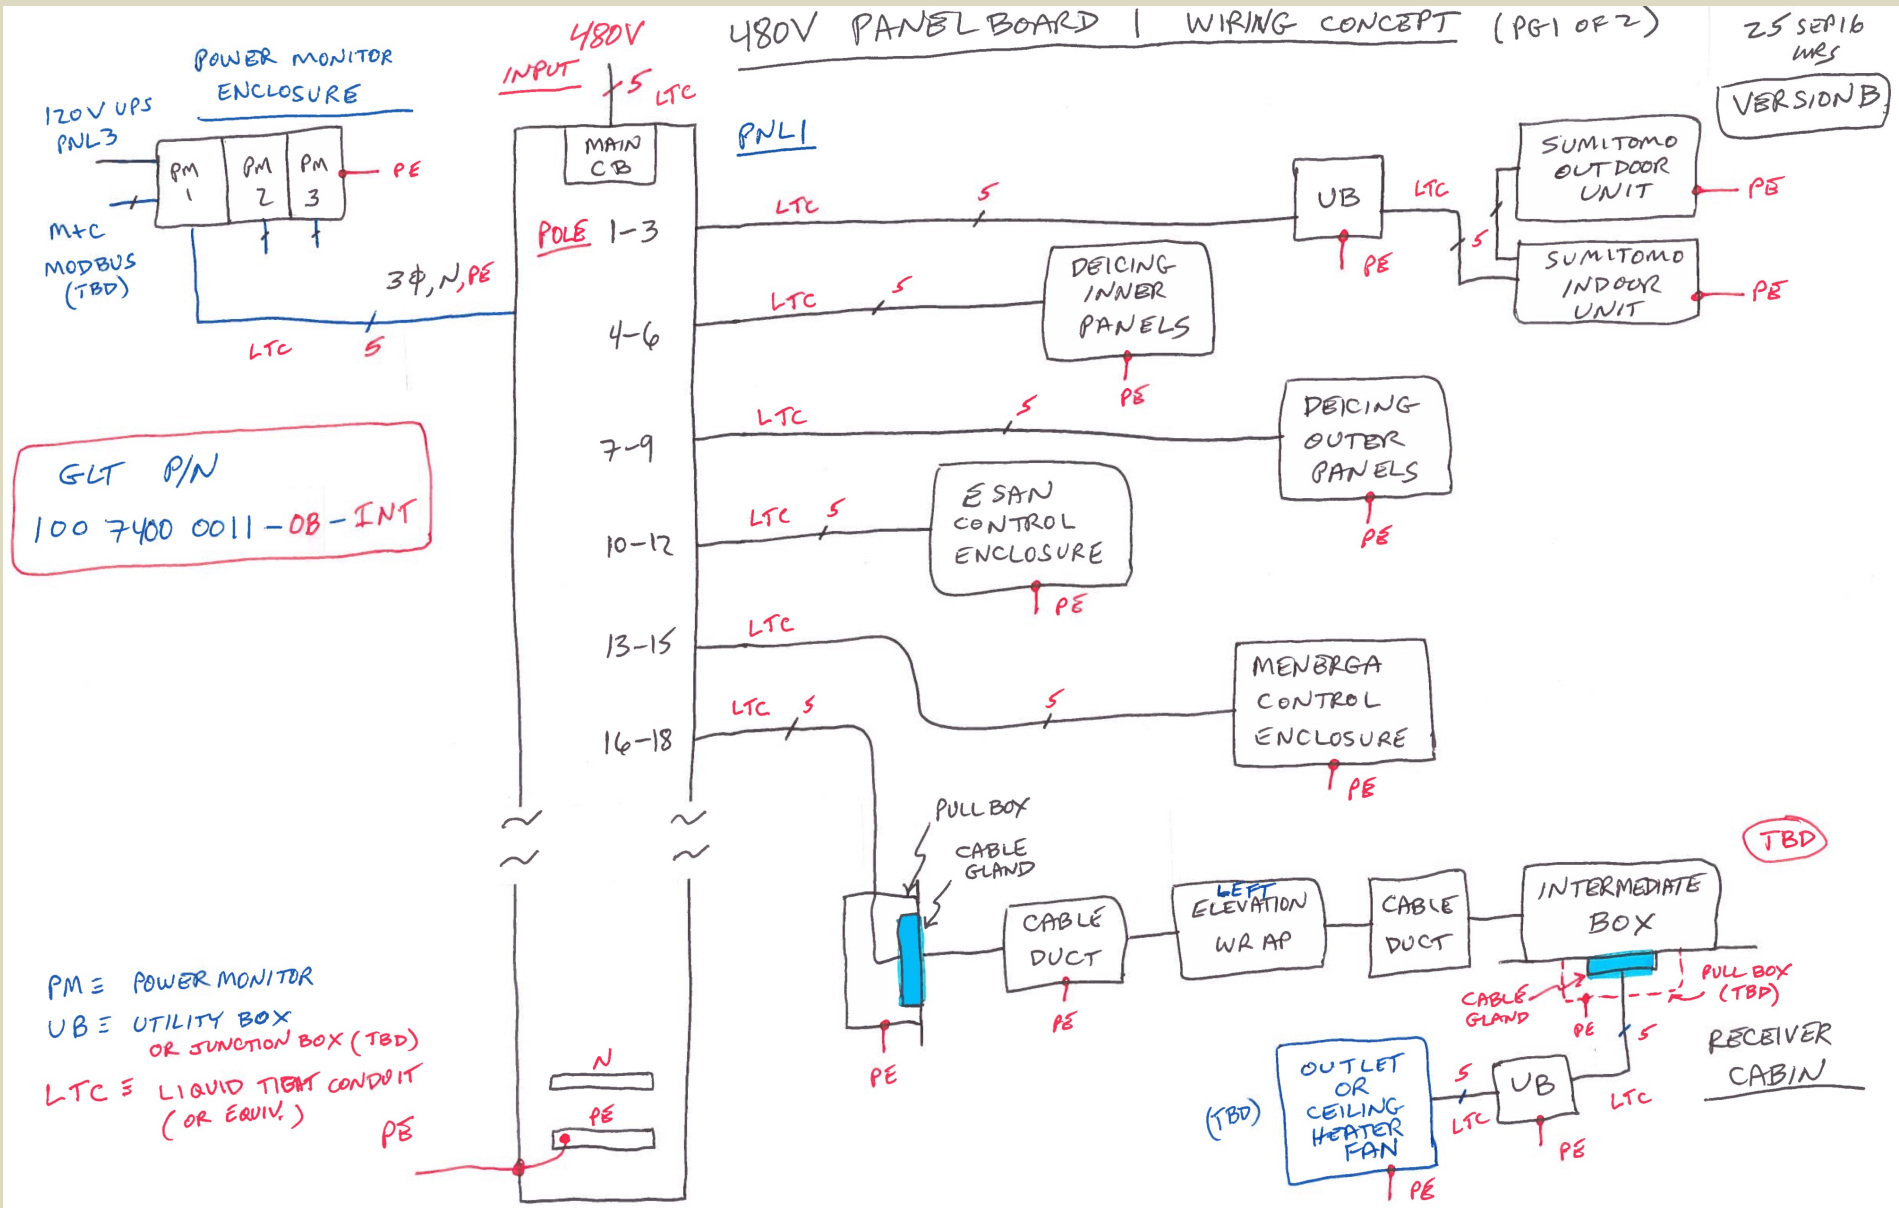 480V PANELBOARD 1 WIRING CONCEPT (PG 1 OF 2)
25 SEP 16
WRS
VERSION B
480V
INPUT
5
LTC
POWER MONITOR
ENCLOSURE
120V UPS
PNL3
PM
1
PM
2
PM
3
PE
M+C
MODBUS
(TBD)
3Φ, N, PE
LTC
5
MAIN
CB
PNL1
POLE 1-3
LTC
5
UB
PE
LTC
5
SUMITOMO
OUTDOOR
UNIT
PE
SUMITOMO
INDOOR
UNIT
PE
4-6
LTC
5
DEICING
INNER
PANELS
PE
7-9
LTC
5
DEICING
OUTER
PANELS
PE
GLT P/N
100 7400 0011-0B-INT
10-12
LTC
5
ESAN
CONTROL
ENCLOSURE
PE
13-15
LTC
5
MENERGA
CONTROL
ENCLOSURE
PE
16-18
LTC
5
PULL BOX
CABLE
GLAND
PE
CABLE
DUCT
PE
LEFT
ELEVATION
WRAP
CABLE
DUCT
TBD
INTERMEDIATE
BOX
CABLE
GLAND
PE
PULL BOX
(TBD)
5
LTC
RECEIVER
CABIN
UB
PE
5
LTC
(TBD)
OUTLET
OR
CEILING
HEATER
FAN
PE
PM ≡ POWER MONITOR
UB ≡ UTILITY BOX
OR JUNCTION BOX (TBD)
LTC ≡ LIQUID TIGHT CONDUIT
(OR EQUIV.)
N
PE
PE